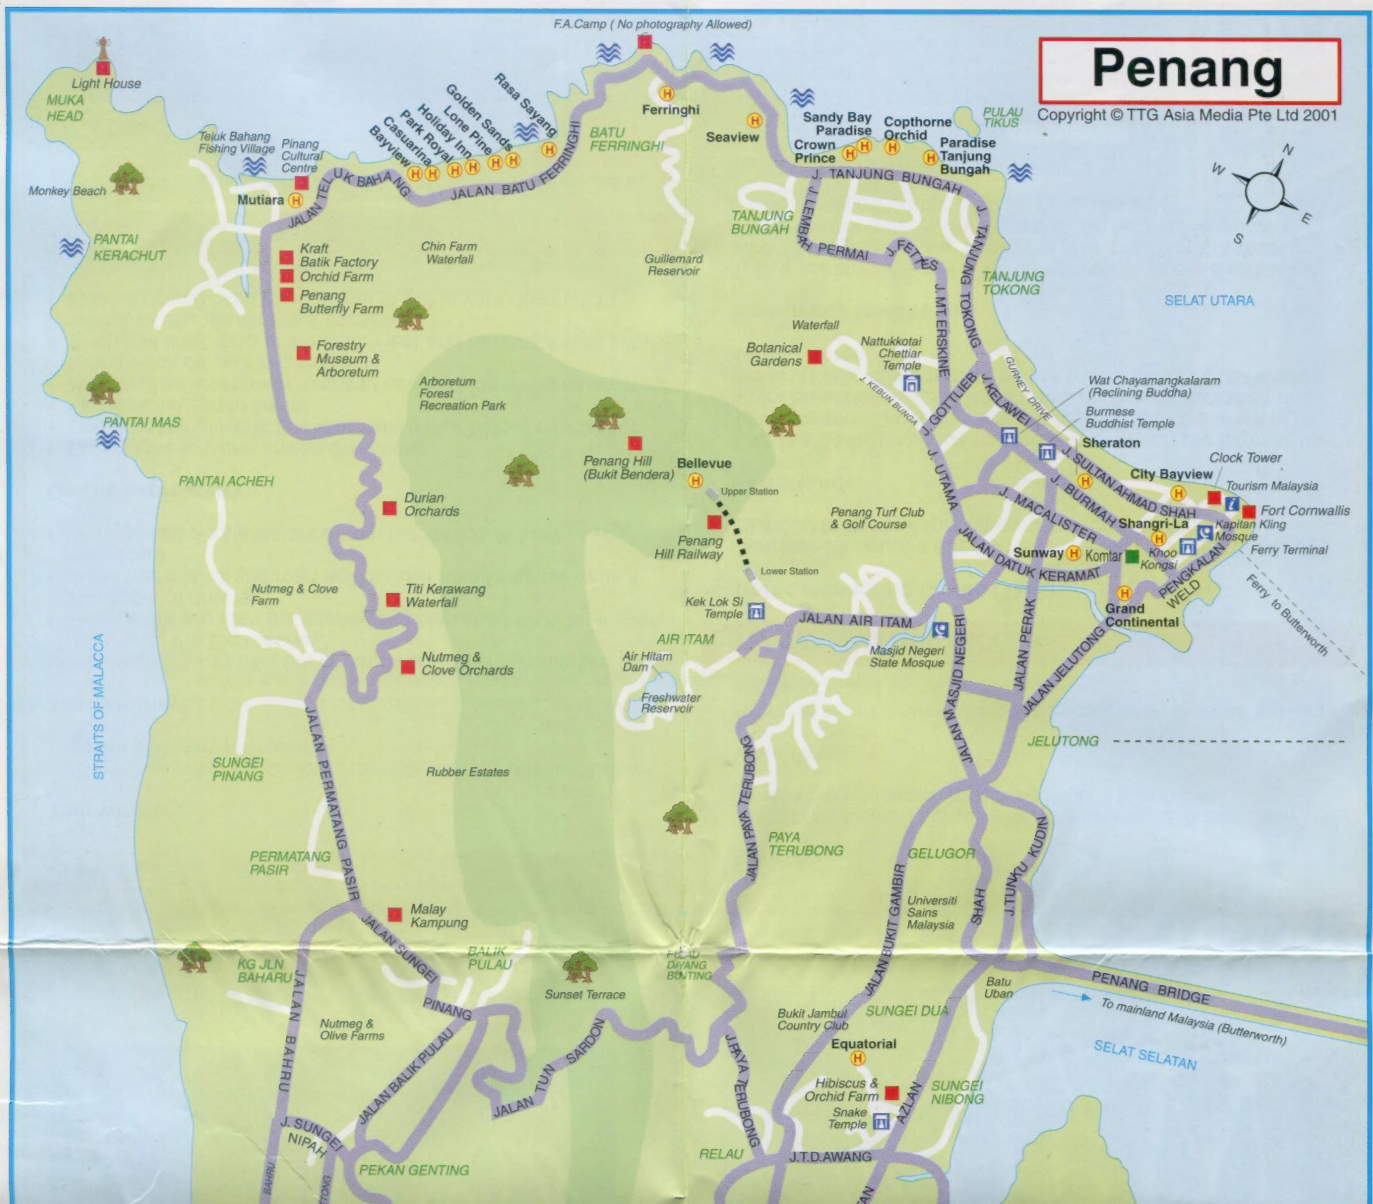 F.A.Camp ( No photography Allowed)
Penang
Copyright © TTG Asia Media Pte Ltd 2001
Light House
MUKA
HEAD
Teluk Bahang
Fishing Village
Pinang
Cultural
Centre
Monkey Beach
Mutiara
PANTAI
KERACHUT
JALAN TELUK BAHANG
Bayview
Casuarina
Park Royal
Holiday Inn
Lone Pine
Golden Sands
Rasa Sayang
JALAN BATU FERRINGHI
BATU
FERRINGHI
Ferringhi
Seaview
Sandy Bay
Paradise
Crown
Prince
Copthorne
Orchid
Paradise
Tanjung
Bungah
PULAU
TIKUS
N
W
E
S
J. TANJUNG BUNGAH
TANJUNG
BUNGAH
J. LEMBAH PERMAI
J. FETTES
J. MT. ERSKINE
J. TANJUNG TOKONG
TANJUNG
TOKONG
SELAT UTARA
Kraft
Batik Factory
Orchid Farm
Penang
Butterfly Farm
Forestry
Museum &
Arboretum
Chin Farm
Waterfall
Guillemard
Reservoir
Waterfall
Botanical
Gardens
Nattukkotai
Chettiar
Temple
J. KEBUN BUNGA
J. GOTTLIEB
J. KELAWEI
GURNEY DRIVE
Wat Chayamangkalaram
(Reclining Buddha)
Burmese
Buddhist Temple
Sheraton
City Bayview
Clock Tower
Tourism Malaysia
Fort Cornwallis
Kapitan Kling
Mosque
Ferry Terminal
Ferry to Butterworth
Shangri-La
Khoo
Kongsi
Komtar
Sunway
Grand
Continental
PENGKALAN
WELD
J. SULTAN AHMAD SHAH
J. BURMAH
J. MACALISTER
JALAN DATUK KERAMAT
J. UTAMA
Arboretum
Forest
Recreation Park
PANTAI MAS
PANTAI ACHEH
Penang Hill
(Bukit Bendera)
Bellevue
Upper Station
Penang
Hill Railway
Lower Station
Penang Turf Club
& Golf Course
Durian
Orchards
Titi Kerawang
Waterfall
Nutmeg & Clove
Farm
Nutmeg &
Clove Orchards
Kek Lok Si
Temple
AIR ITAM
JALAN AIR ITAM
Air Hitam
Dam
Freshwater
Reservoir
Masjid Negeri
State Mosque
JALAN MASJID NEGERI
JALAN PERAK
JALAN JELUTONG
JELUTONG
STRAITS OF MALACCA
SUNGEI
PINANG
JALAN PERMATANG PASIR
Rubber Estates
JALAN PAYA TERUBONG
PAYA
TERUBONG
PERMATANG
PASIR
Malay
Kampung
GELUGOR
Universiti
Sains
Malaysia
JALAN BUKIT GAMBIR
SHAH
J. TUNKU KUDIN
KG JLN
BAHARU
JALAN BAHRU
JALAN SUNGEI
PINANG
BALIK
PULAU
Sunset Terrace
DAYANG
BUNTING
Batu
Uban
PENANG BRIDGE
To mainland Malaysia (Butterworth)
SELAT SELATAN
Nutmeg &
Olive Farms
JALAN BALIK PULAU
JALAN TUN SARDON
J.PAYA TERUBONG
Bukit Jambul
Country Club
SUNGEI DUA
Equatorial
Hibiscus &
Orchid Farm
Snake
Temple
AZLAN
SUNGEI
NIBONG
J. SUNGEI
NIPAH
PEKAN GENTING
RELAU
J.T.D.AWANG
BAHRU